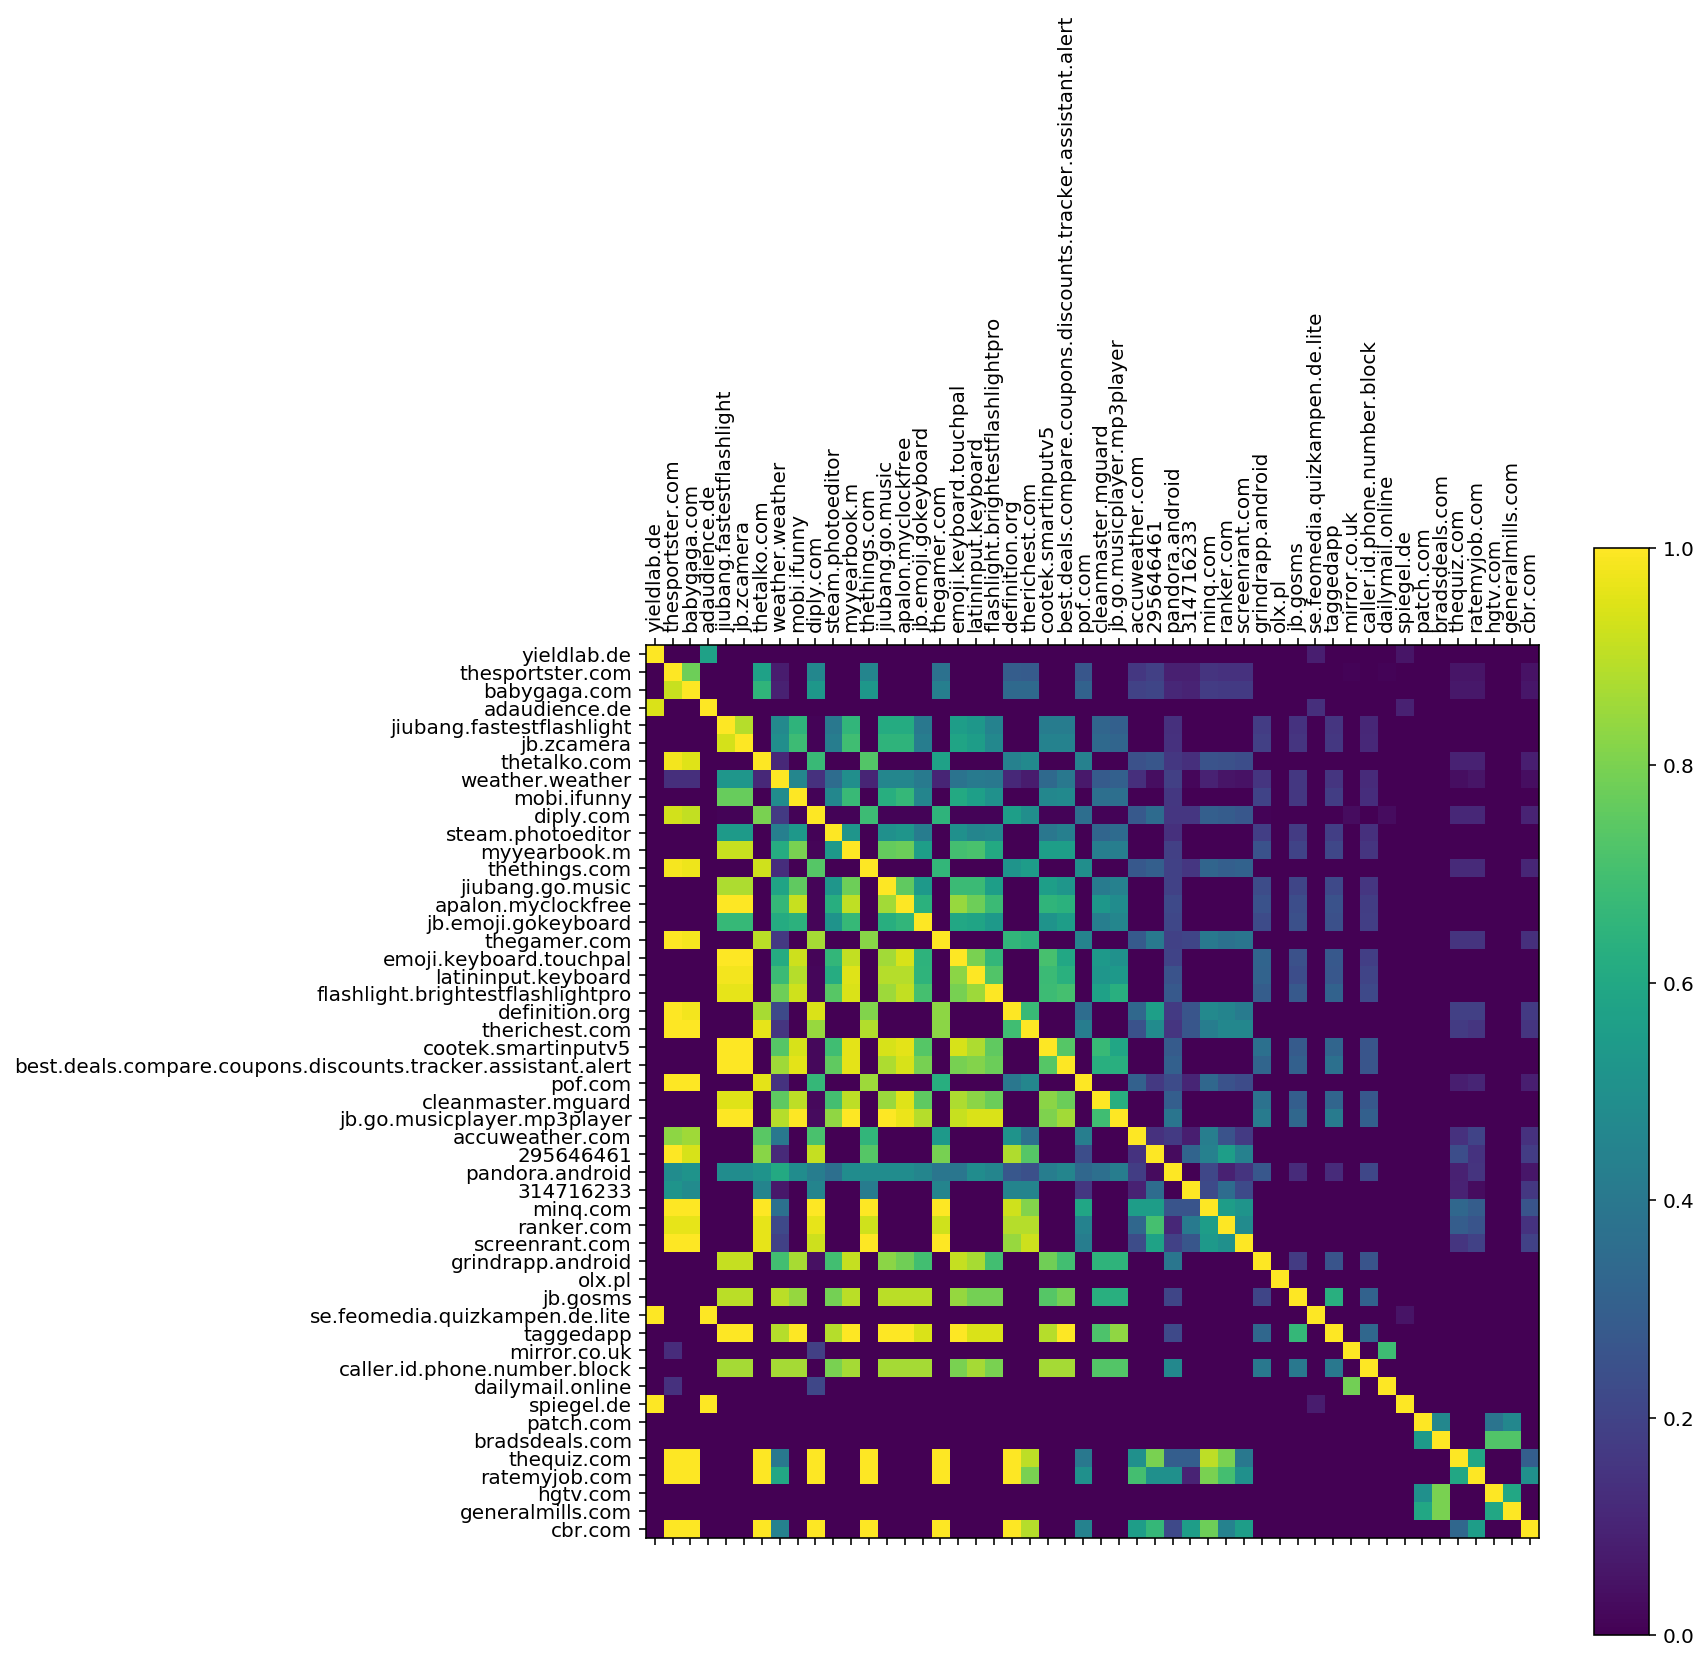 yieldlab.de
thesportster.com
babygaga.com
adaudience.de
jiubang.fastestflashlight
jb.zcamera
thetalko.com
weather.weather
mobi.ifunny
diply.com
steam.photoeditor
myyearbook.m
thethings.com
jiubang.go.music
apalon.myclockfree
jb.emoji.gokeyboard
thegamer.com
emoji.keyboard.touchpal
latininput.keyboard
flashlight.brightestflashlightpro
definition.org
therichest.com
cootek.smartinputv5
best.deals.compare.coupons.discounts.tracker.assistant.alert
pof.com
cleanmaster.mguard
jb.go.musicplayer.mp3player
accuweather.com
295646461
pandora.android
314716233
minq.com
ranker.com
screenrant.com
grindrapp.android
olx.pl
jb.gosms
se.feomedia.quizkampen.de.lite
taggedapp
mirror.co.uk
caller.id.phone.number.block
dailymail.online
spiegel.de
patch.com
bradsdeals.com
thequiz.com
ratemyjob.com
hgtv.com
generalmills.com
cbr.com
yieldlab.de
thesportster.com
babygaga.com
adaudience.de
jiubang.fastestflashlight
jb.zcamera
thetalko.com
weather.weather
mobi.ifunny
diply.com
steam.photoeditor
myyearbook.m
thethings.com
jiubang.go.music
apalon.myclockfree
jb.emoji.gokeyboard
thegamer.com
emoji.keyboard.touchpal
latininput.keyboard
flashlight.brightestflashlightpro
definition.org
therichest.com
cootek.smartinputv5
best.deals.compare.coupons.discounts.tracker.assistant.alert
pof.com
cleanmaster.mguard
jb.go.musicplayer.mp3player
accuweather.com
295646461
pandora.android
314716233
minq.com
ranker.com
screenrant.com
grindrapp.android
olx.pl
jb.gosms
se.feomedia.quizkampen.de.lite
taggedapp
mirror.co.uk
caller.id.phone.number.block
dailymail.online
spiegel.de
patch.com
bradsdeals.com
thequiz.com
ratemyjob.com
hgtv.com
generalmills.com
cbr.com
1.0
0.8
0.6
0.4
0.2
0.0